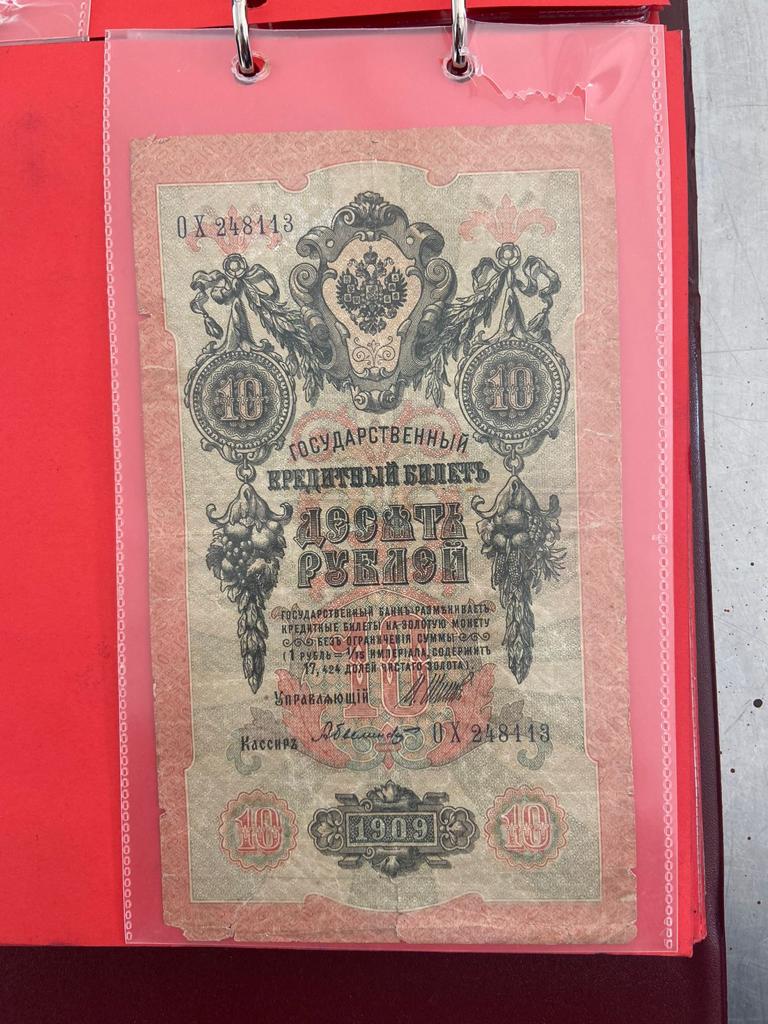 ОХ 248113
10 10
ГОСУДАРСТВЕННЫЙ
КРЕДИТНЫЙ БИЛЕТЪ
ДЕСЯТЬ
РУБЛЕЙ
ГОСУДАРСТВЕННЫЙ БАНКЪ РАЗМѢНИВАЕТЪ
КРЕДИТНЫЕ БИЛЕТЫ НА ЗОЛОТУЮ МОНЕТУ
БЕЗЪ ОГРАНИЧЕНІЯ СУММЫ
(1 РУБЛЬ = 1/15 ИМПЕРІАЛА, СОДЕРЖИТЪ
17,424 ДОЛЕЙ ЧИСТАГО ЗОЛОТА).
10
УПРАВЛЯЮЩІЙ
КАССИРЪ
ОХ 248113
10 1909 10